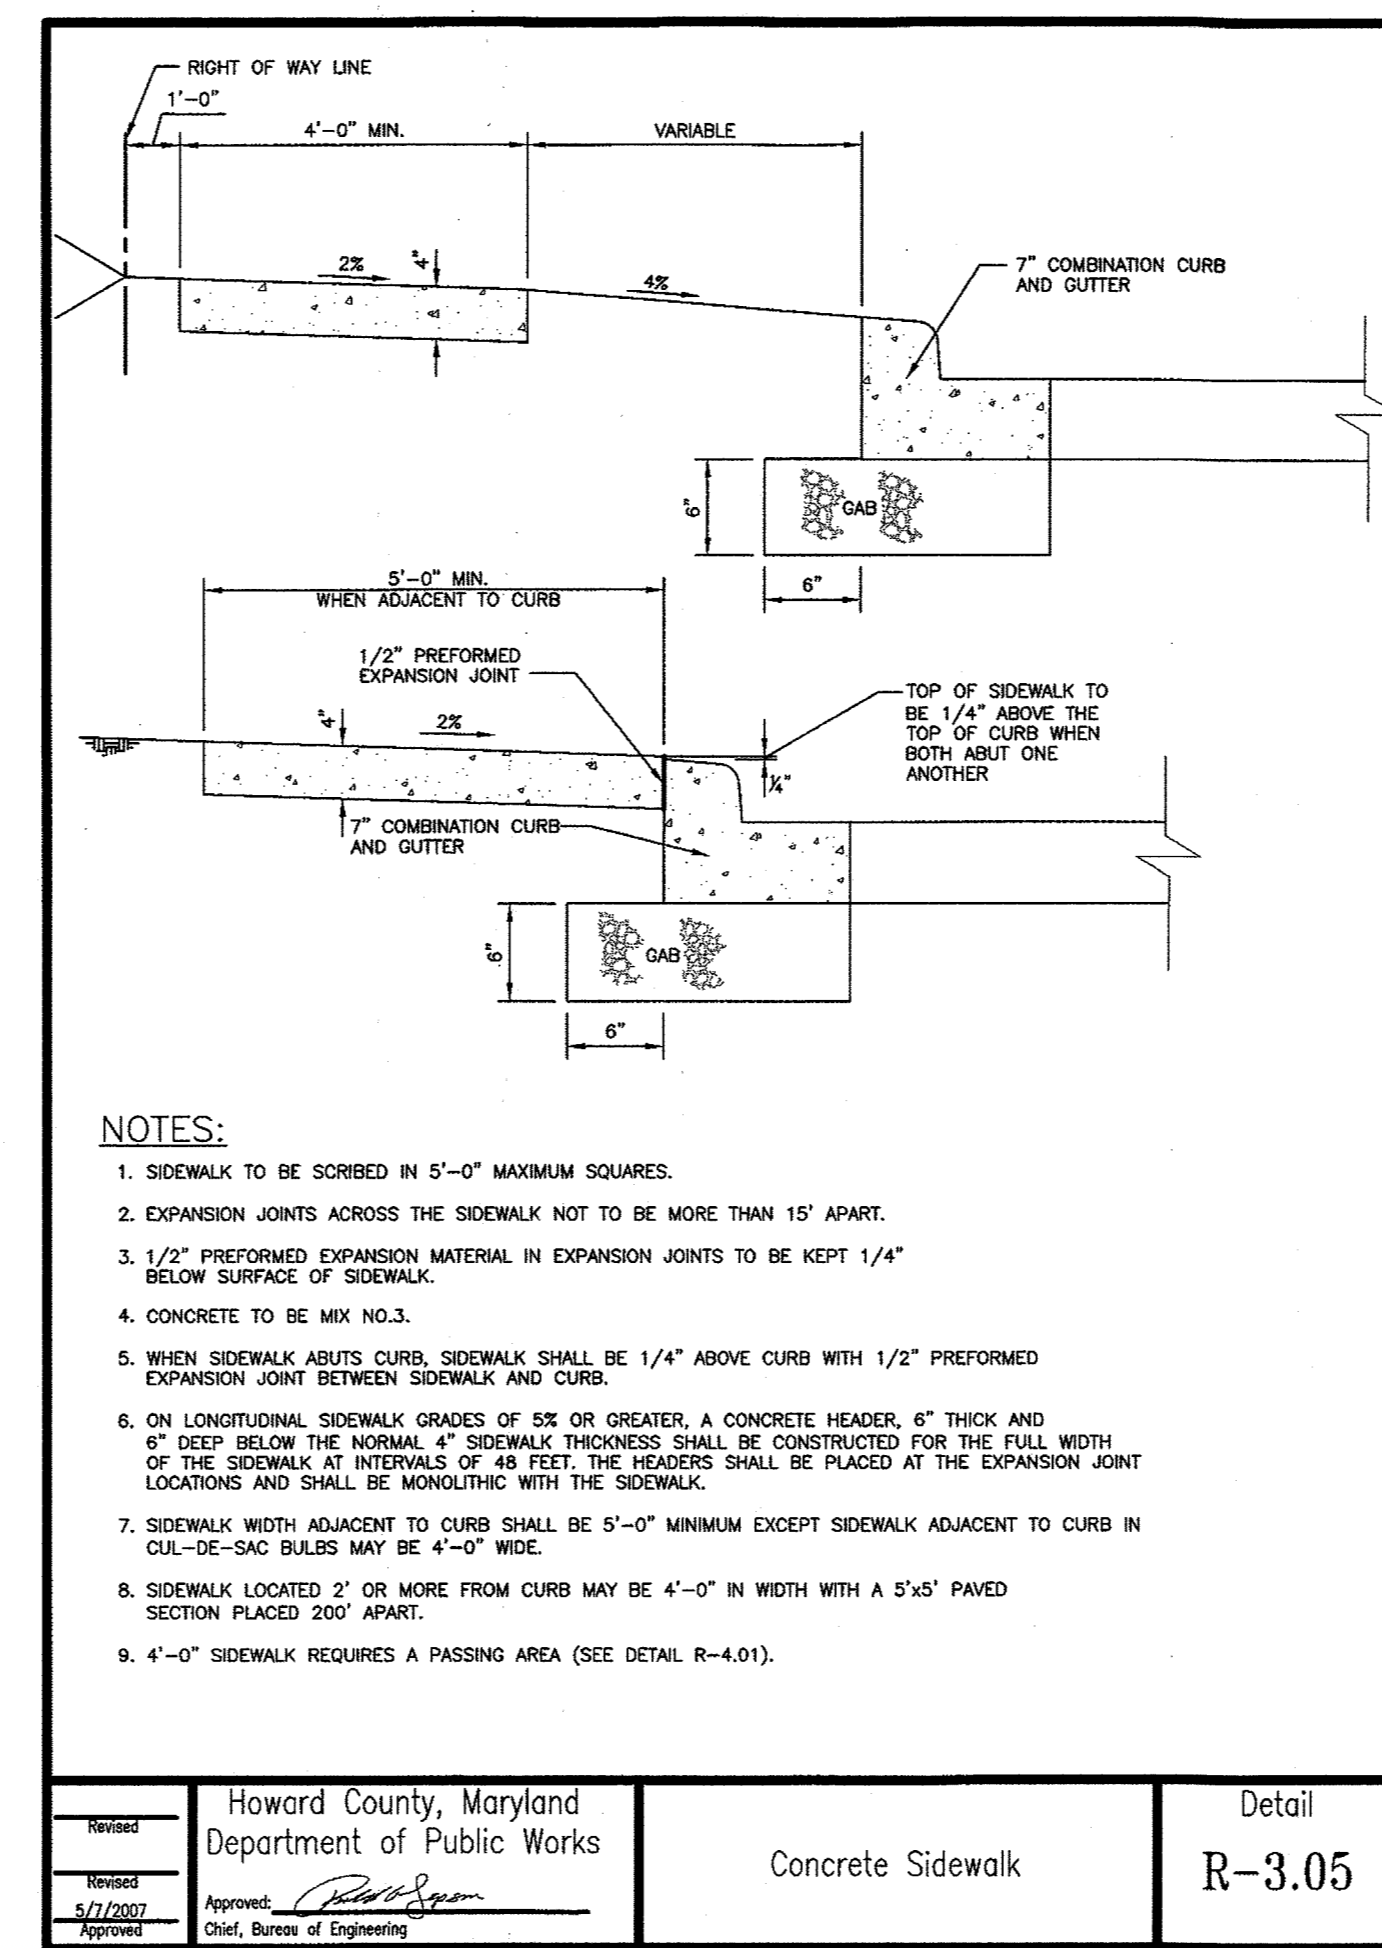 RIGHT OF WAY LINE
1'-0"
4'-0" MIN.
VARIABLE
2%
4"
4%
7" COMBINATION CURB
AND GUTTER
6"
GAB
6"
5'-0" MIN.
WHEN ADJACENT TO CURB
1/2" PREFORMED
EXPANSION JOINT
TOP OF SIDEWALK TO
BE 1/4" ABOVE THE
TOP OF CURB WHEN
BOTH ABUT ONE
ANOTHER
4"
2%
1/4"
7" COMBINATION CURB
AND GUTTER
6"
GAB
6"
NOTES:
1. SIDEWALK TO BE SCRIBED IN 5'-0" MAXIMUM SQUARES.
2. EXPANSION JOINTS ACROSS THE SIDEWALK NOT TO BE MORE THAN 15' APART.
3. 1/2" PREFORMED EXPANSION MATERIAL IN EXPANSION JOINTS TO BE KEPT 1/4"
BELOW SURFACE OF SIDEWALK.
4. CONCRETE TO BE MIX NO.3.
5. WHEN SIDEWALK ABUTS CURB, SIDEWALK SHALL BE 1/4" ABOVE CURB WITH 1/2" PREFORMED
EXPANSION JOINT BETWEEN SIDEWALK AND CURB.
6. ON LONGITUDINAL SIDEWALK GRADES OF 5% OR GREATER, A CONCRETE HEADER, 6" THICK AND
6" DEEP BELOW THE NORMAL 4" SIDEWALK THICKNESS SHALL BE CONSTRUCTED FOR THE FULL WIDTH
OF THE SIDEWALK AT INTERVALS OF 48 FEET. THE HEADERS SHALL BE PLACED AT THE EXPANSION JOINT
LOCATIONS AND SHALL BE MONOLITHIC WITH THE SIDEWALK.
7. SIDEWALK WIDTH ADJACENT TO CURB SHALL BE 5'-0" MINIMUM EXCEPT SIDEWALK ADJACENT TO CURB IN
CUL-DE-SAC BULBS MAY BE 4'-0" WIDE.
8. SIDEWALK LOCATED 2' OR MORE FROM CURB MAY BE 4'-0" IN WIDTH WITH A 5'x5' PAVED
SECTION PLACED 200' APART.
9. 4'-0" SIDEWALK REQUIRES A PASSING AREA (SEE DETAIL R-4.01).
Revised
Revised
5/7/2007
Approved
Howard County, Maryland
Department of Public Works
Approved:
Chief, Bureau of Engineering
Concrete Sidewalk
Detail
R-3.05